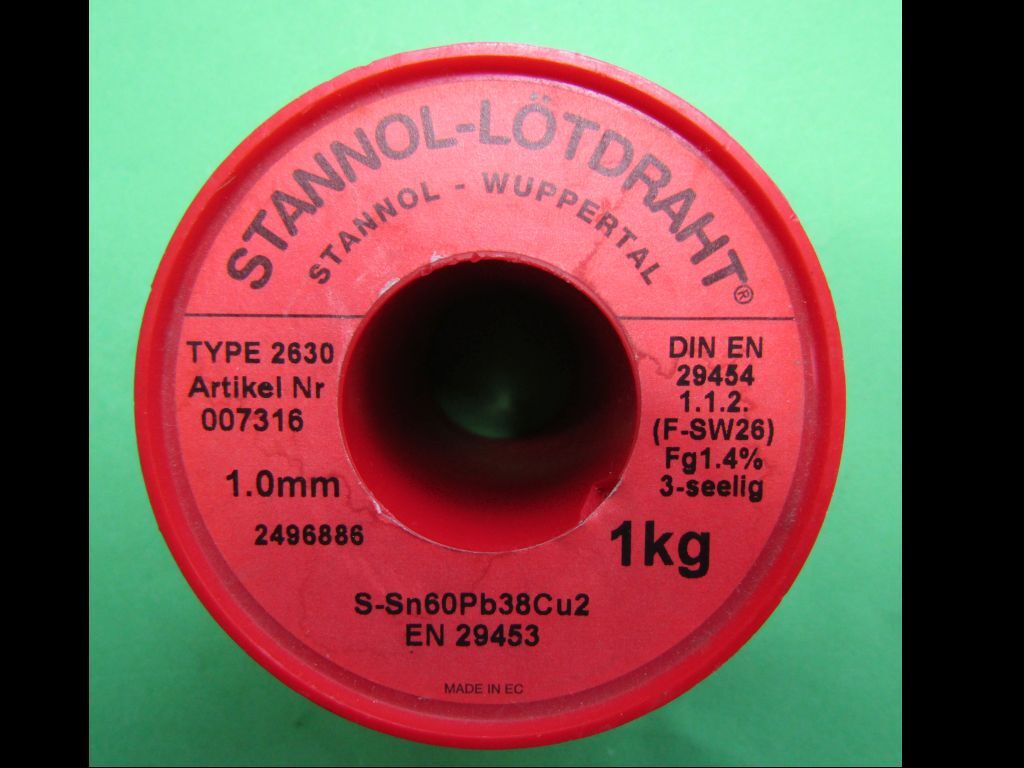 STANNOL-LÖTDRAHT®
STANNOL - WUPPERTAL
TYPE 2630
Artikel Nr
007316
1.0mm
2496886
DIN EN
29454
1.1.2.
(F-SW26)
Fg1.4%
3-seelig
1kg
S-Sn60Pb38Cu2
EN 29453
MADE IN EC